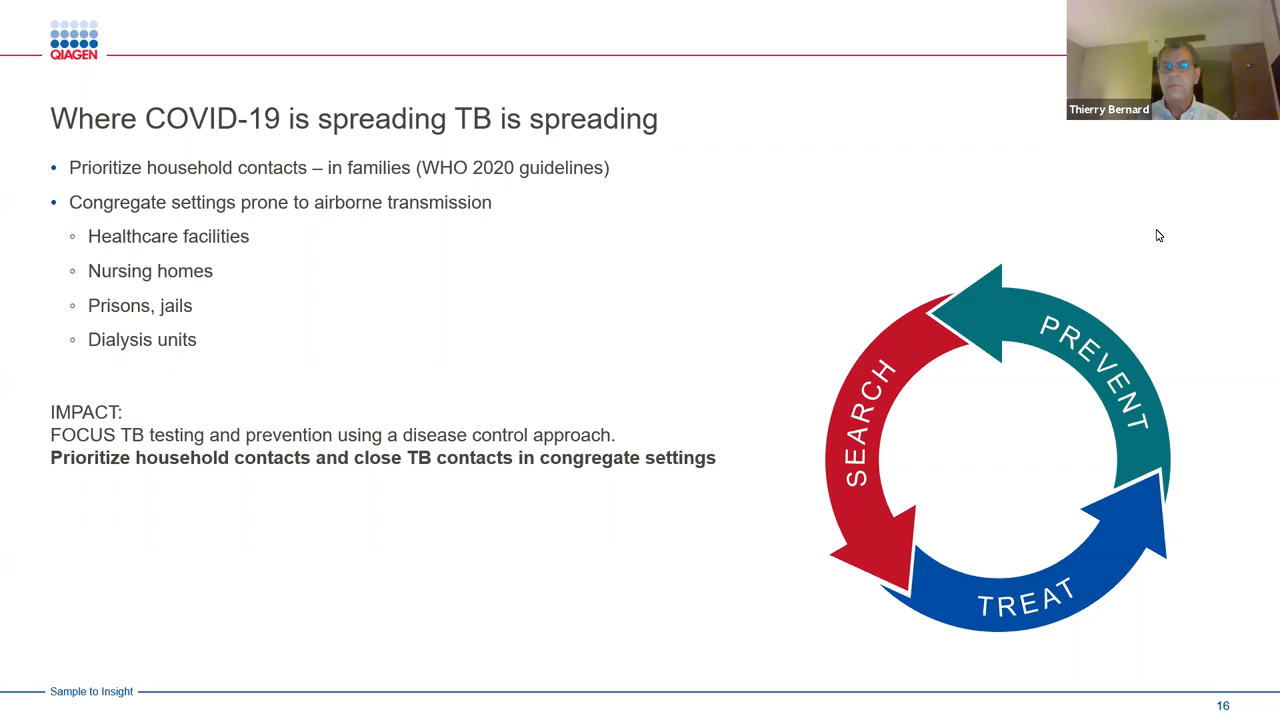 QIAGEN
Thierry Bernard
Where COVID-19 is spreading TB is spreading
• Prioritize household contacts – in families (WHO 2020 guidelines)
• Congregate settings prone to airborne transmission
◦ Healthcare facilities
◦ Nursing homes
◦ Prisons, jails
◦ Dialysis units
IMPACT:
FOCUS TB testing and prevention using a disease control approach.
Prioritize household contacts and close TB contacts in congregate settings
SEARCH
PREVENT
TREAT
Sample to Insight
16